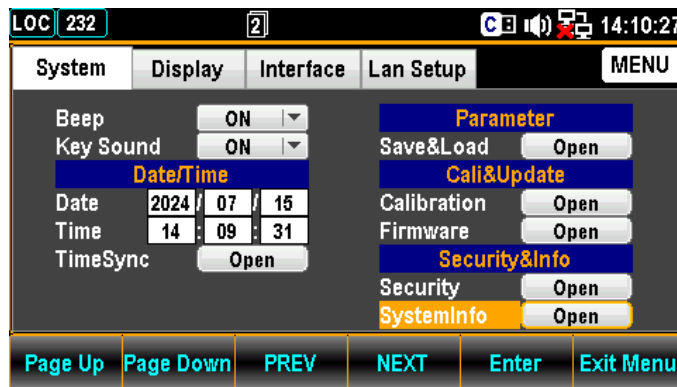 LOC 232 2 C 14:10:27
System Display Interface Lan Setup MENU
Beep ON
Key Sound ON
Date/Time
Date 2024 / 07 / 15
Time 14 : 09 : 31
TimeSync Open
Parameter
Save&Load Open
Cali&Update
Calibration Open
Firmware Open
Security&Info
Security Open
SystemInfo Open
Page Up Page Down PREV NEXT Enter Exit Menu